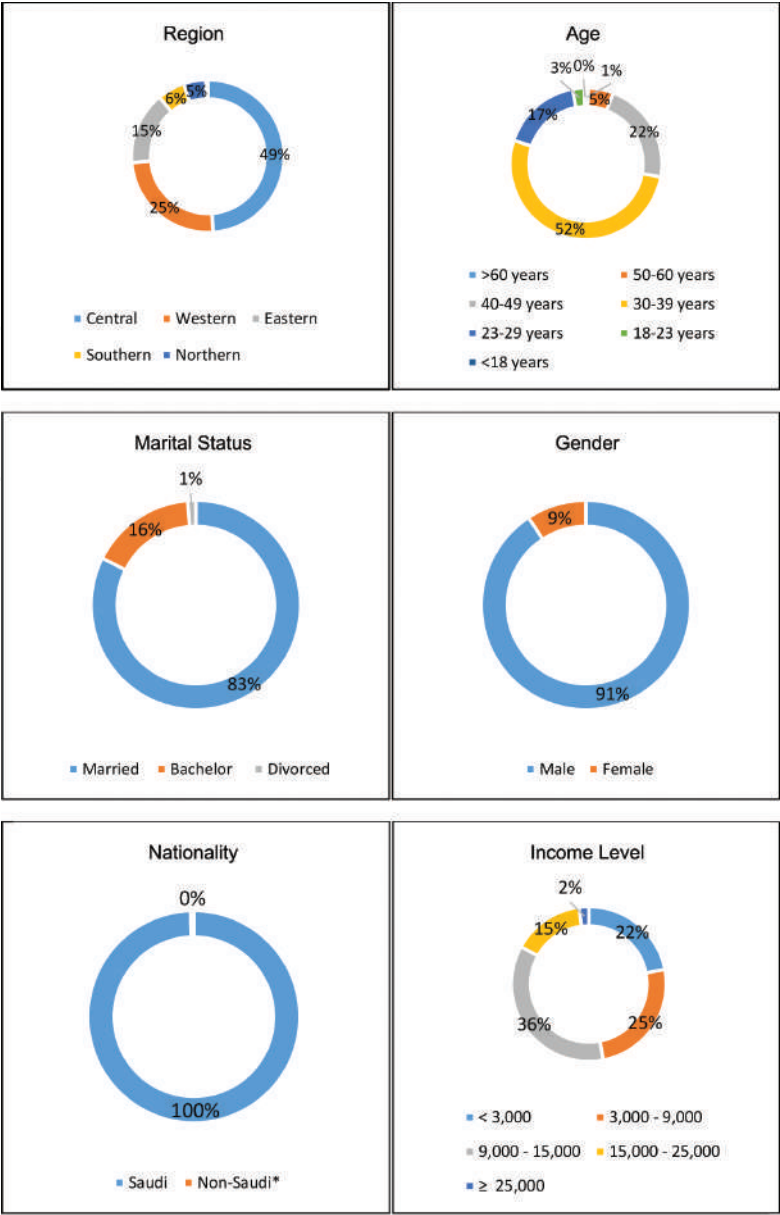 Region
5%
6%
15%
49%
25%
Central Western Eastern
Southern Northern
Age
3% 0% 1%
5%
17%
22%
52%
>60 years 50-60 years
40-49 years 30-39 years
23-29 years 18-23 years
<18 years
Marital Status
1%
16%
83%
Married Bachelor Divorced
Gender
9%
91%
Male Female
Nationality
0%
100%
Saudi Non-Saudi*
Income Level
2%
15% 22%
36% 25%
< 3,000 3,000 - 9,000
9,000 - 15,000 15,000 - 25,000
≥ 25,000